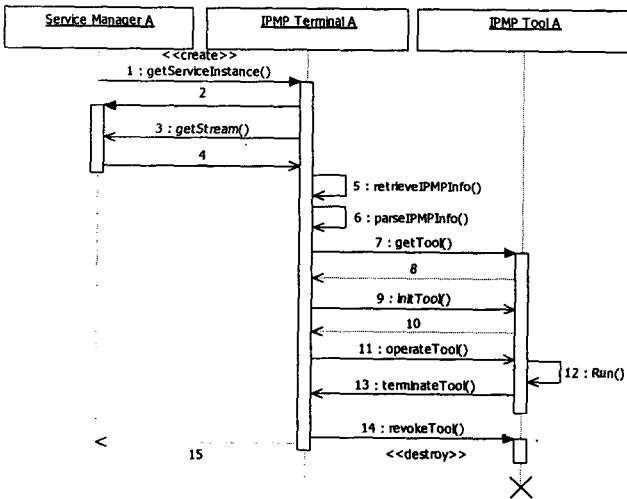 Service Manager A
IPMP Terminal A
IPMP Tool A
<<create>>
1 : getServiceInstance()
2
3 : getStream()
4
5 : retrieveIPMPInfo()
6 : parseIPMPInfo()
7 : getTool()
8
9 : initTool()
10
11 : operateTool()
12 : Run()
13 : terminateTool()
14 : revokeTool()
15
<<destroy>>